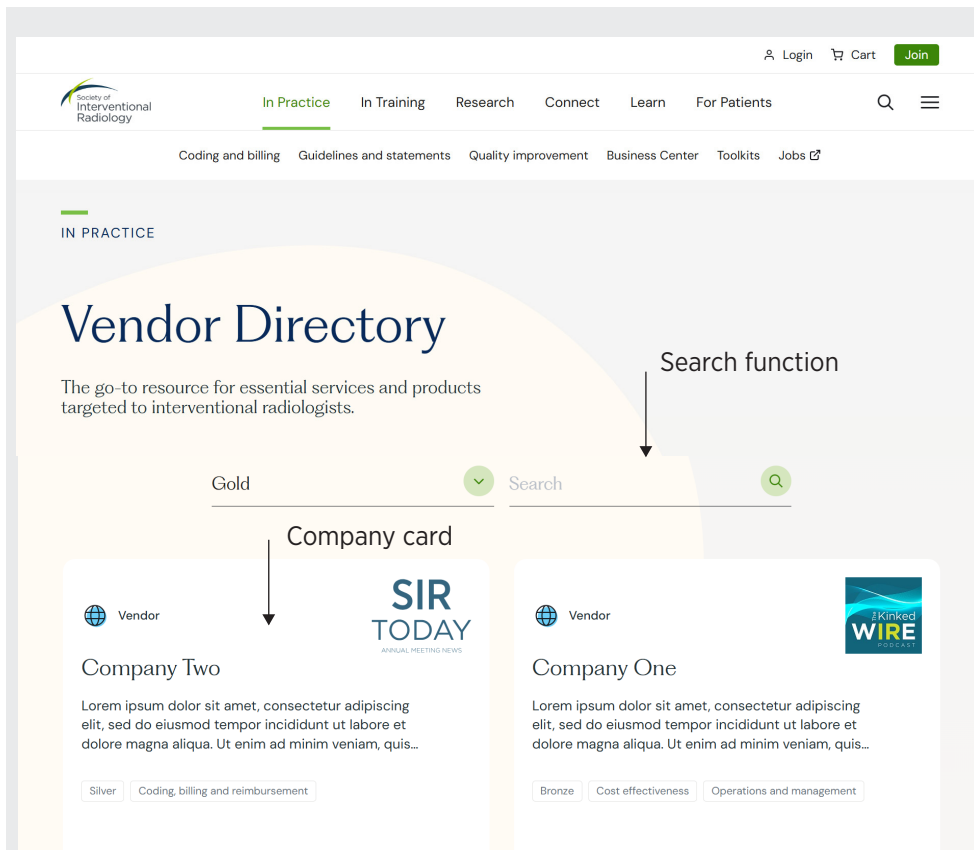 Login Cart Join
Society of
Interventional
Radiology
In Practice In Training Research Connect Learn For Patients
Coding and billing Guidelines and statements Quality improvement Business Center Toolkits Jobs
IN PRACTICE
Vendor Directory
The go-to resource for essential services and products
targeted to interventional radiologists.
Search function
Gold
Search
Company card
Vendor
SIR
TODAY
ANNUAL MEETING NEWS
Company Two
Lorem ipsum dolor sit amet, consectetur adipiscing
elit, sed do eiusmod tempor incididunt ut labore et
dolore magna aliqua. Ut enim ad minim veniam, quis...
Silver Coding, billing and reimbursement
Vendor
THE Kinked
WIRE
PODCAST
Company One
Lorem ipsum dolor sit amet, consectetur adipiscing
elit, sed do eiusmod tempor incididunt ut labore et
dolore magna aliqua. Ut enim ad minim veniam, quis...
Bronze Cost effectiveness Operations and management